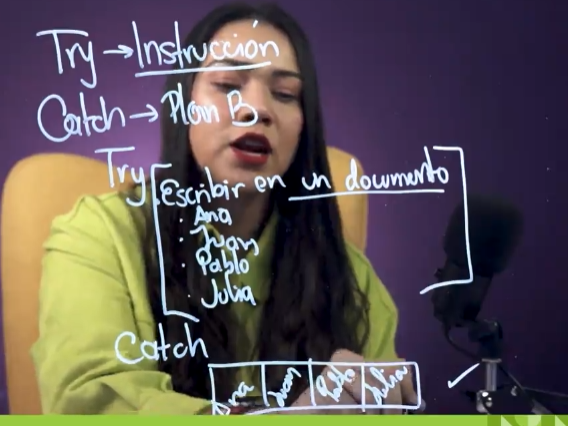 Try → Instrucción
Catch → Plan B
Try [Escribir en un documento]
· Ana
· Juan
· Pablo
· Julia
Catch
Ana Juan Pablo Julia ✓